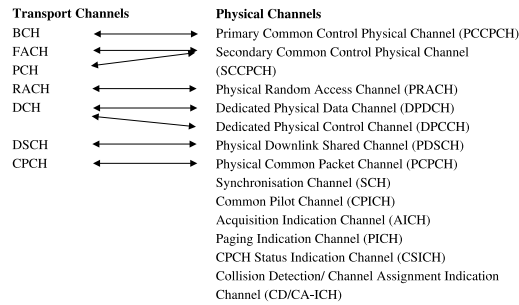 Transport Channels Physical Channels
BCH Primary Common Control Physical Channel (PCCPCH)
FACH Secondary Common Control Physical Channel
PCH (SCCPCH)
RACH Physical Random Access Channel (PRACH)
DCH Dedicated Physical Data Channel (DPDCH)
Dedicated Physical Control Channel (DPCCH)
DSCH Physical Downlink Shared Channel (PDSCH)
CPCH Physical Common Packet Channel (PCPCH)
Synchronisation Channel (SCH)
Common Pilot Channel (CPICH)
Acquisition Indication Channel (AICH)
Paging Indication Channel (PICH)
CPCH Status Indication Channel (CSICH)
Collision Detection/ Channel Assignment Indication
Channel (CD/CA-ICH)